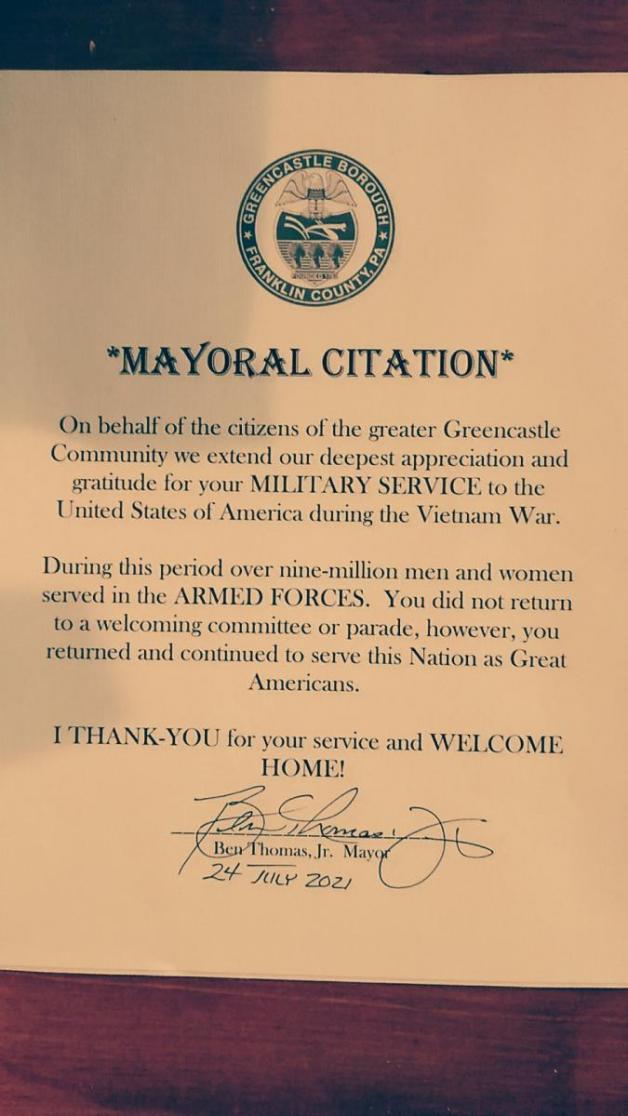 ★ GREENCASTLE BOROUGH ★
FRANKLIN COUNTY, PA
*MAYORAL CITATION*
On behalf of the citizens of the greater Greencastle
Community we extend our deepest appreciation and
gratitude for your MILITARY SERVICE to the
United States of America during the Vietnam War.
During this period over nine-million men and women
served in the ARMED FORCES. You did not return
to a welcoming committee or parade, however, you
returned and continued to serve this Nation as Great
Americans.
I THANK-YOU for your service and WELCOME
HOME!
Ben Thomas, Jr.
Ben Thomas, Jr. Mayor
24 JULY 2021